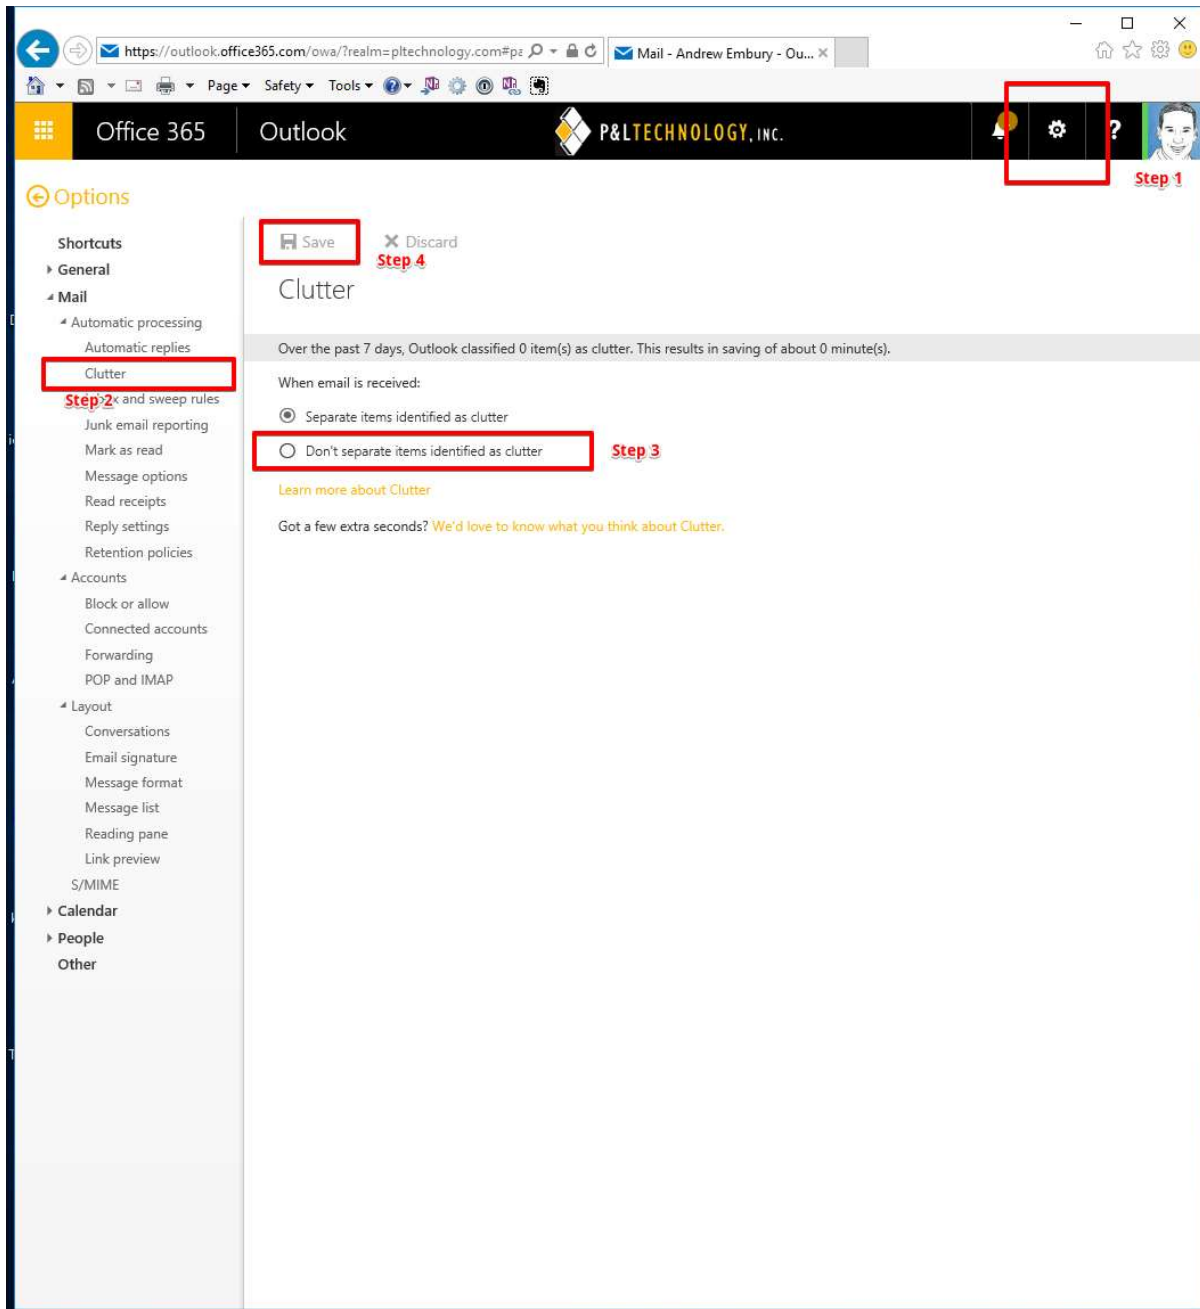 https://outlook.office365.com/owa/?realm=pltechnology.com#pa
Mail - Andrew Embury - Ou...
Page Safety Tools
Office 365 Outlook P&LTECHNOLOGY, INC. ?
Step 1
Options
Shortcuts
General
Mail
Automatic processing
Automatic replies
Clutter
Step 2 and sweep rules
Junk email reporting
Mark as read
Message options
Read receipts
Reply settings
Retention policies
Accounts
Block or allow
Connected accounts
Forwarding
POP and IMAP
Layout
Conversations
Email signature
Message format
Message list
Reading pane
Link preview
S/MIME
Calendar
People
Other
Save Discard
Step 4
Clutter
Over the past 7 days, Outlook classified 0 item(s) as clutter. This results in saving of about 0 minute(s).
When email is received:
Separate items identified as clutter
Don't separate items identified as clutter Step 3
Learn more about Clutter
Got a few extra seconds? We'd love to know what you think about Clutter.